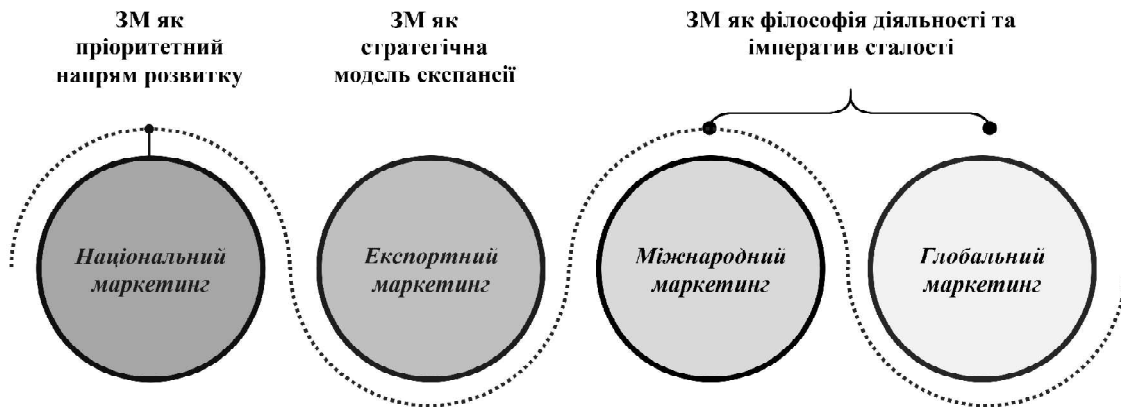 ЗМ як
пріоритетний
напрям розвитку
ЗМ як
стратегічна
модель експансії
ЗМ як філософія діяльності та
імператив сталості
Національний
маркетинг
Експортний
маркетинг
Міжнародний
маркетинг
Глобальний
маркетинг